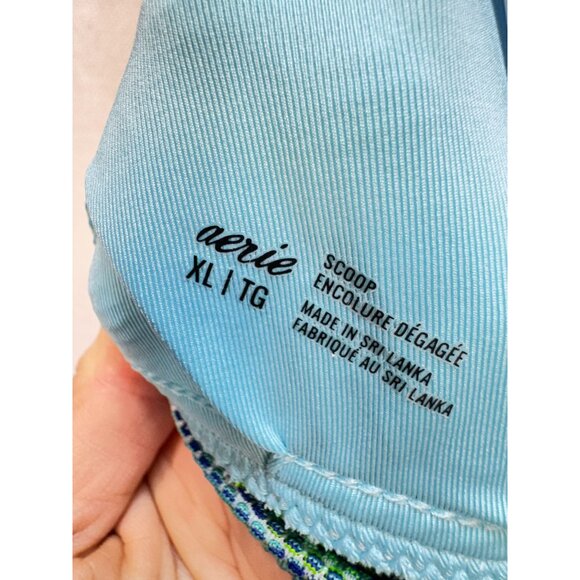 aerie
XL | TG
SCOOP
ENCOLURE DÉGAGÉE
MADE IN SRI LANKA
FABRIQUÉ AU SRI LANKA